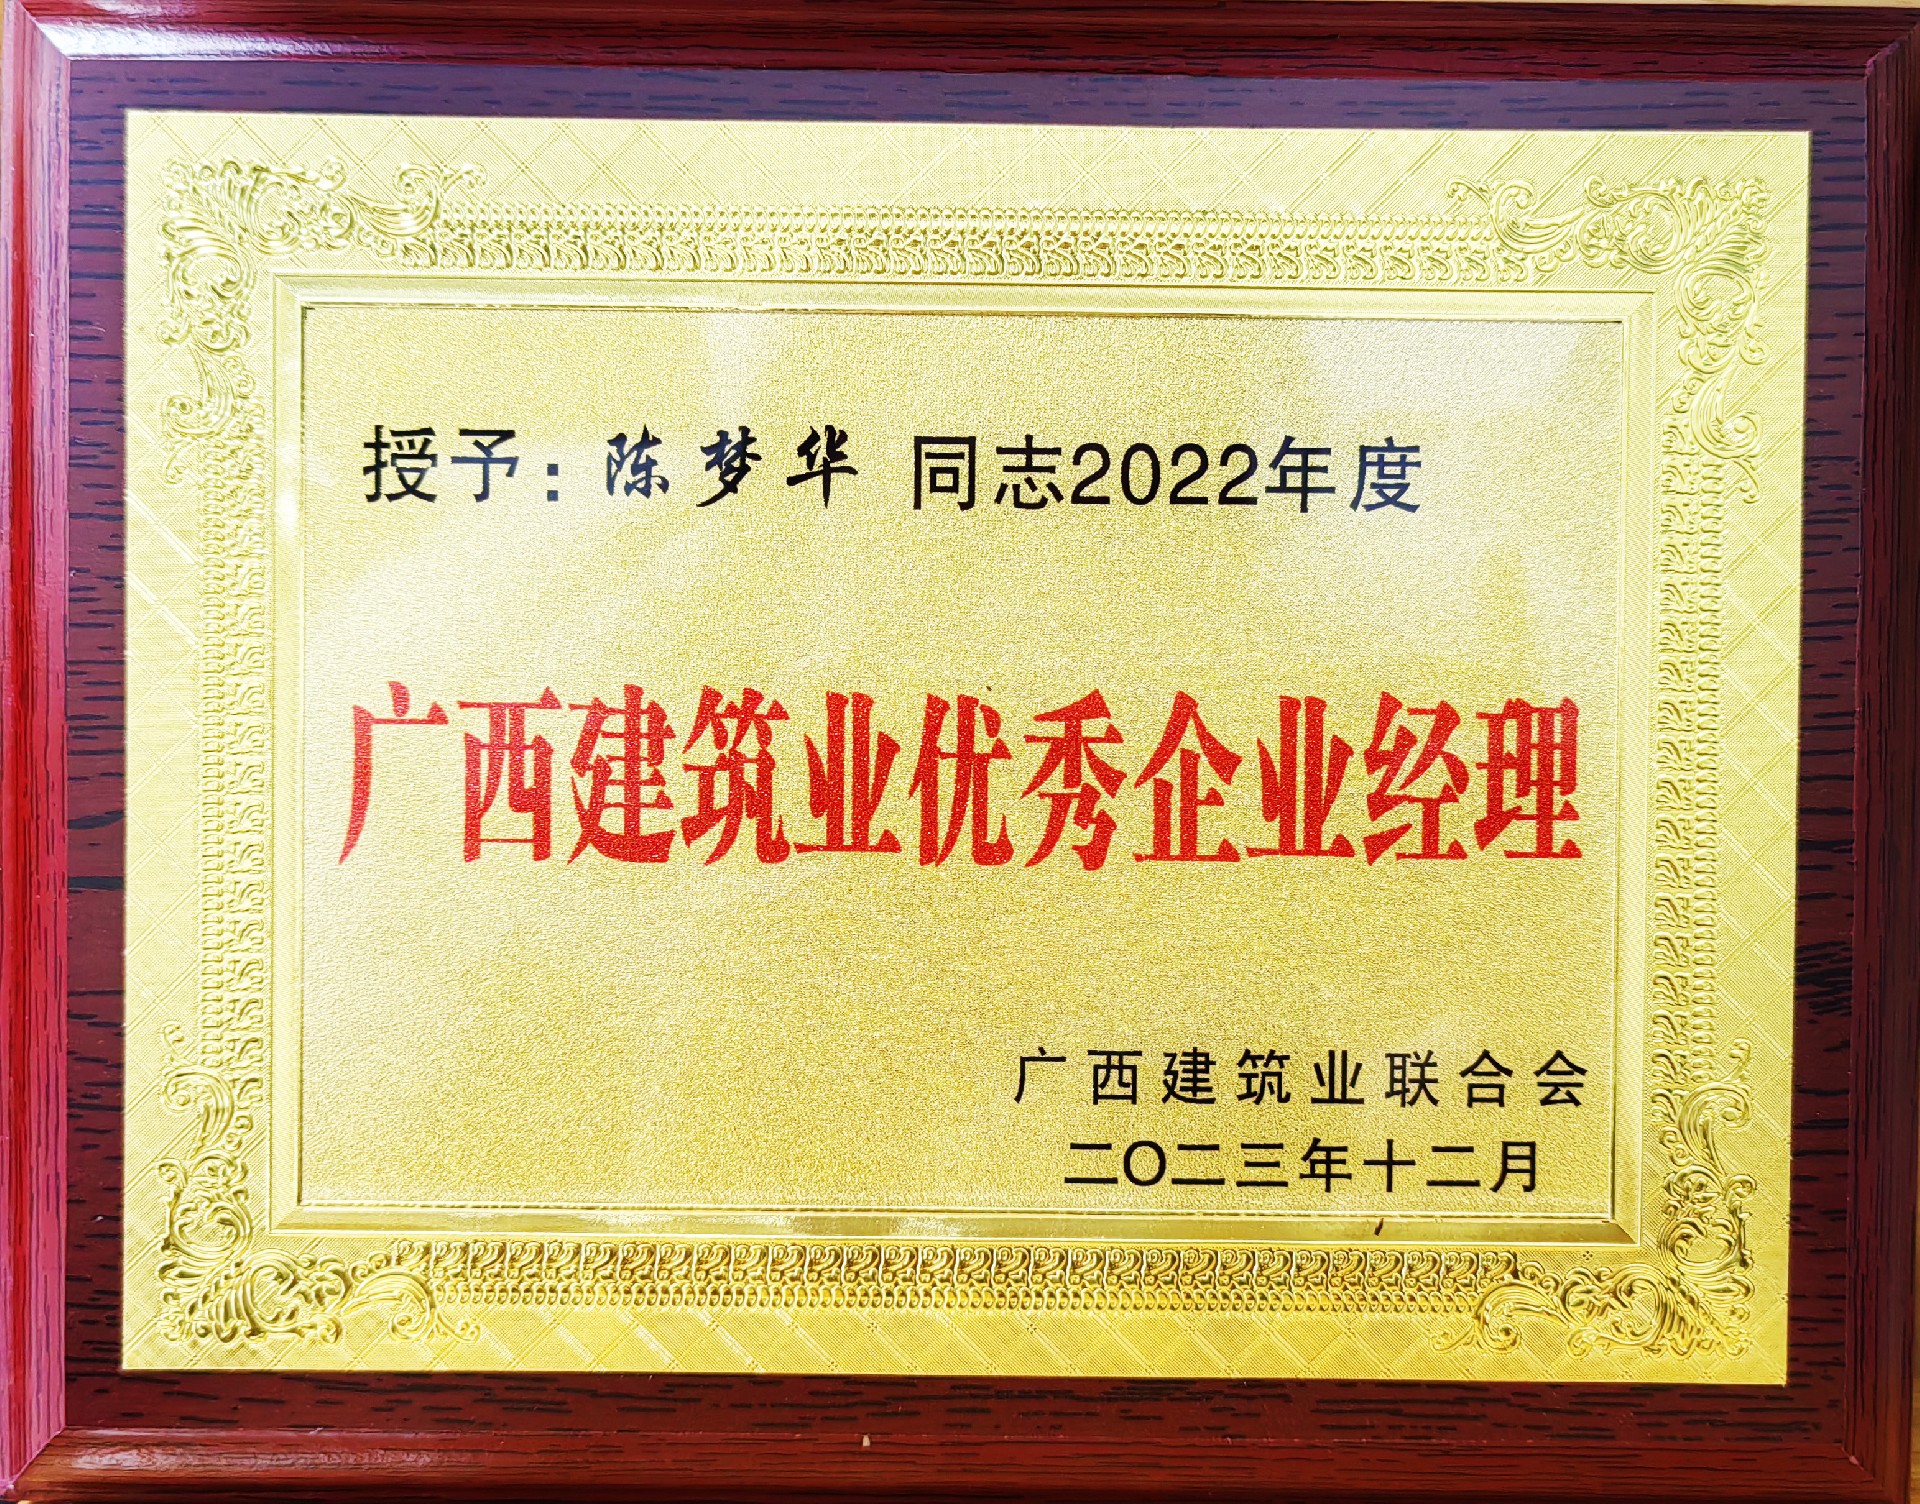 授予：陈梦华 同志2022年度
广西建筑业优秀企业经理
广西建筑业联合会
二〇二三年十二月